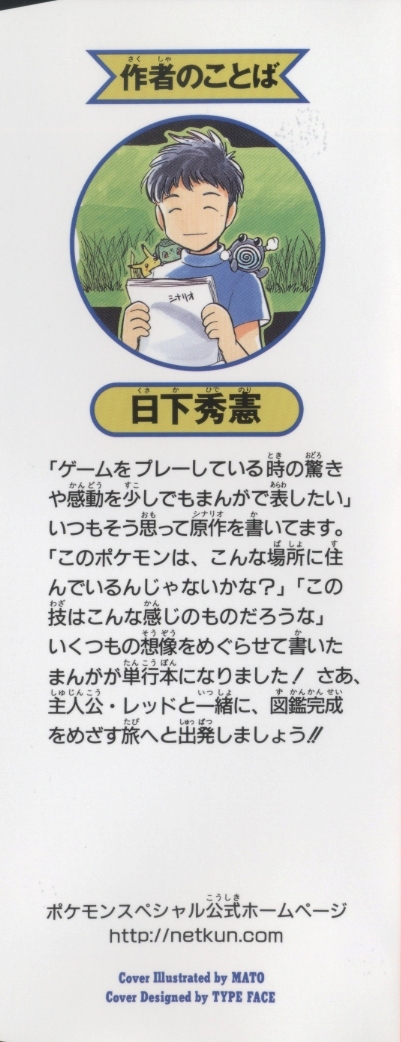 作者のことば
シナリオ
日下秀憲
「ゲームをプレーしている時の驚き
や感動を少しでもまんがで表したい」
いつもそう思って原作を書いてます。
「このポケモンは、こんな場所に住
んでいるんじゃないかな？」「この
技はこんな感じのものだろうな」
いくつもの想像をめぐらせて書いた
まんがが単行本になりました！さあ、
主人公・レッドと一緒に、図鑑完成
をめざす旅へと出発しましょう!!
ポケモンスペシャル公式ホームページ
http://netkun.com
Cover Illustrated by MATO
Cover Designed by TYPE FACE